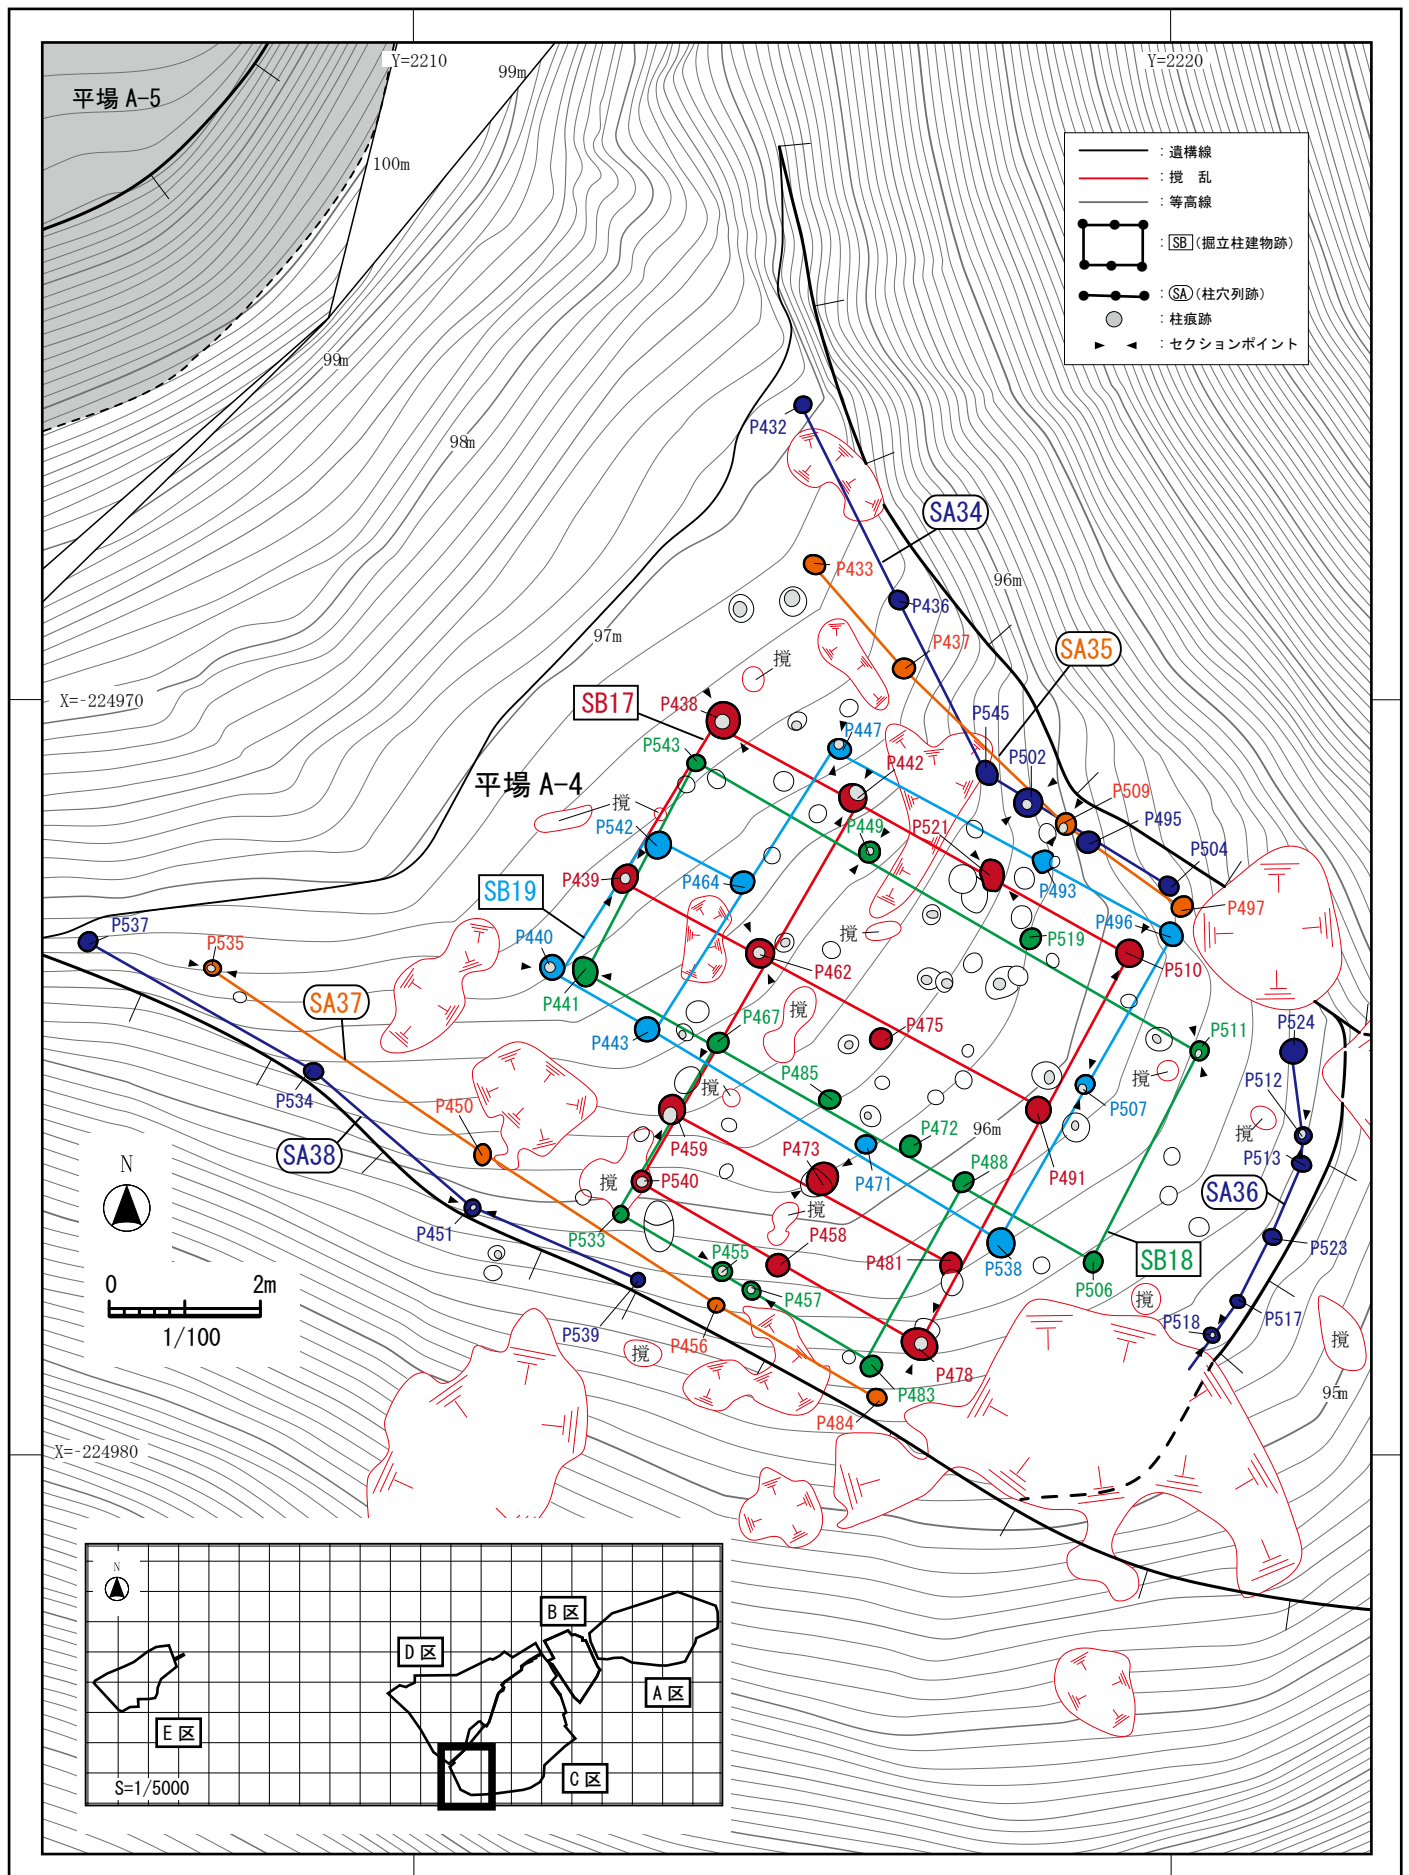 Y=2210
Y=2220
99m
平場 A-5
100m
：遺構線
：撹　乱
：等高線
：SB(掘立柱建物跡)
：SA(柱穴列跡)
：柱痕跡
：セクションポイント
99m
98m
P432
SA34
P433
96m
P436
97m
P437
SA35
撹
X=-224970
SB17
P438
P545
P447
P502
P543
P442
平場 A-4
P509
撹
P495
P542
P449
P521
P504
P439
P464
P493
SB19
P497
P537
P496
P535
P440
撹
P519
P462
P510
SA37
P441
撹
P524
P467
P475
P511
P443
P485
P512
撹
撹
P534
P507
P450
96m
撹
P472
SA38
P459
P473
P513
N
P488
P540
P471
P491
撹
SA36
P451
撹
P533
P458
P523
P455
P481
P538
SB18
0
2m
P506
P457
撹
1/100
P517
P518
P539
P456
撹
撹
P478
P483
95m
P484
X=-224980
N
B 区
D 区
A 区
E 区
C 区
S=1/5000